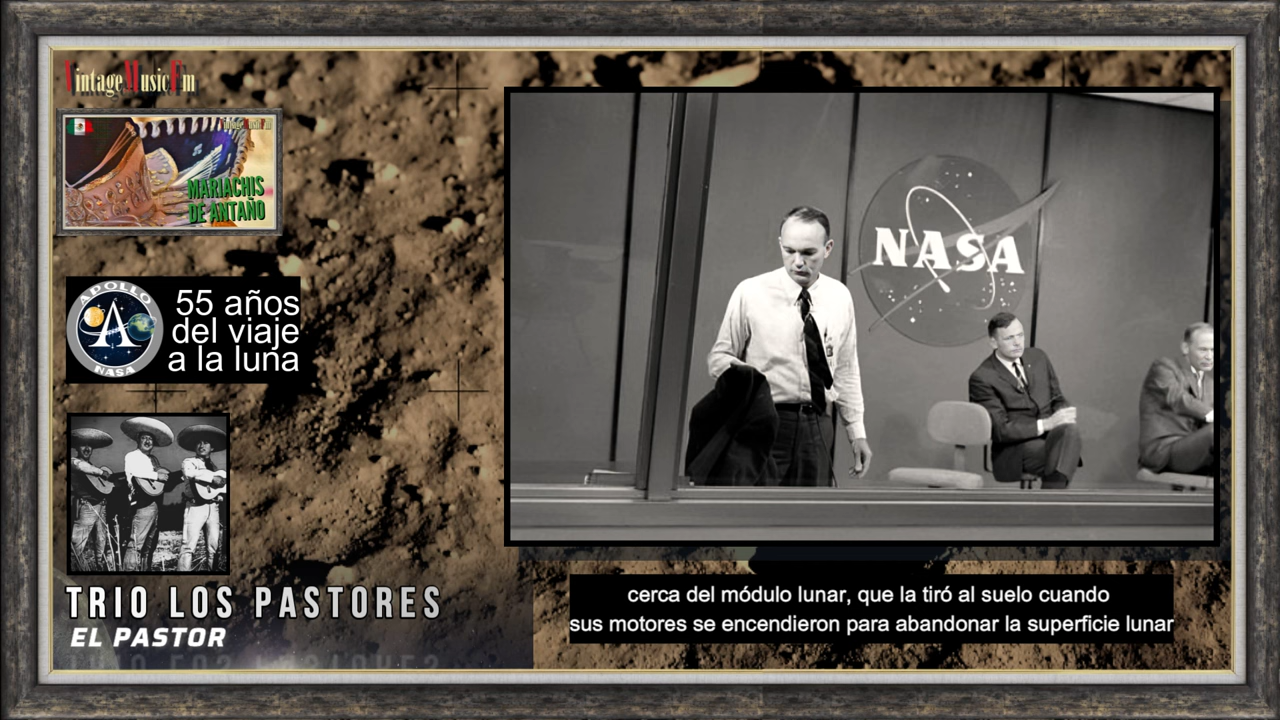 VintageMusicFm
VintageMusicFm
MARIACHIS
DE ANTAÑO
APOLLO
A
NASA
55 años
del viaje
a la luna
NASA
TRIO LOS PASTORES
EL PASTOR
cerca del módulo lunar, que la tiró al suelo cuando
sus motores se encendieron para abandonar la superficie lunar